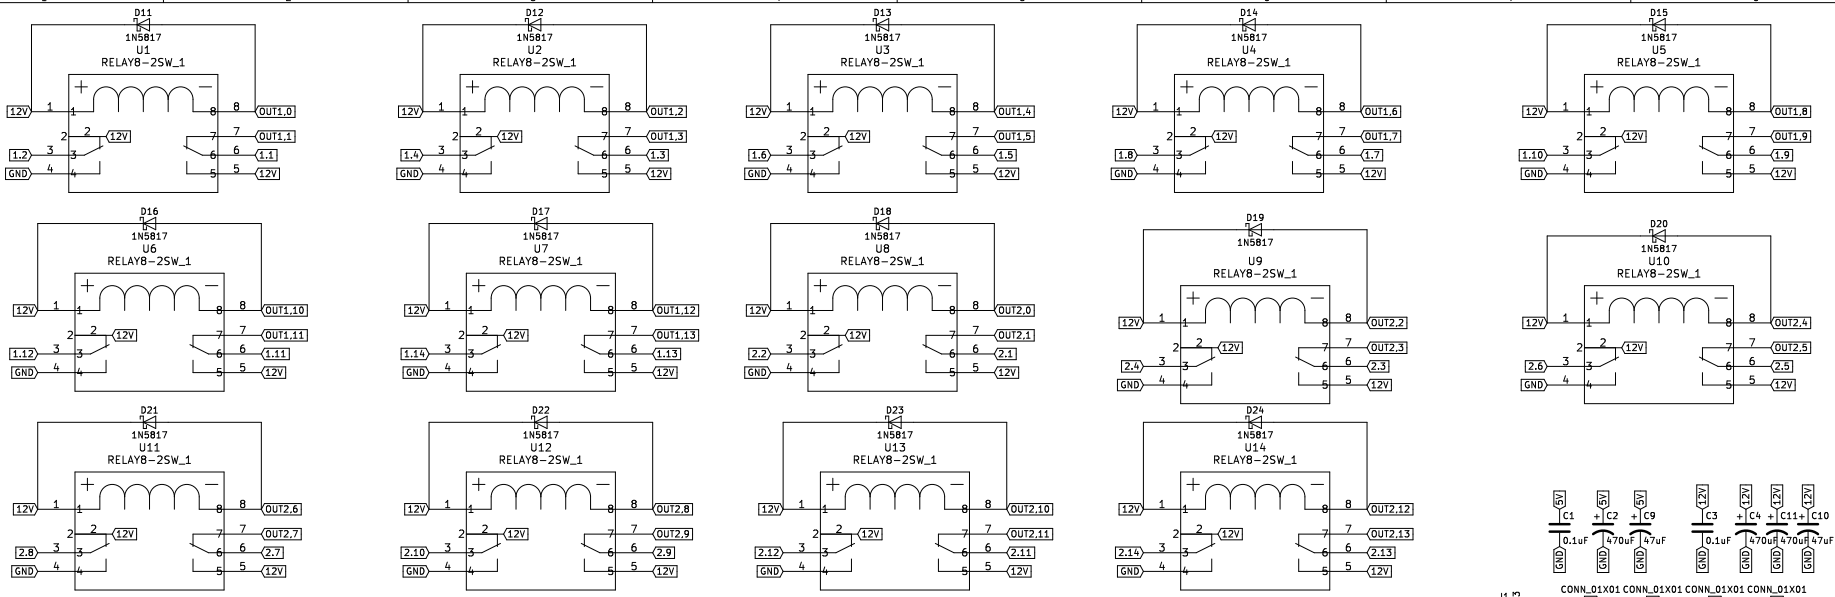 D11
1N5817
U1
RELAY8-2SW_1
+ −
12V 1 1 8 8 OUT1,0
2 2 12V 7 7 OUT1,1
1.2 3 3 6 6 1.1
GND 4 4 5 5 12V
D12
1N5817
U2
RELAY8-2SW_1
+ −
12V 1 1 8 8 OUT1,2
2 2 12V 7 7 OUT1,3
1.4 3 3 6 6 1.3
GND 4 4 5 5 12V
D13
1N5817
U3
RELAY8-2SW_1
+ −
12V 1 1 8 8 OUT1,4
2 2 12V 7 7 OUT1,5
1.6 3 3 6 6 1.5
GND 4 4 5 5 12V
D14
1N5817
U4
RELAY8-2SW_1
+ −
12V 1 1 8 8 OUT1,6
2 2 12V 7 7 OUT1,7
1.8 3 3 6 6 1.7
GND 4 4 5 5 12V
D15
1N5817
U5
RELAY8-2SW_1
+ −
12V 1 1 8 8 OUT1,8
2 2 12V 7 7 OUT1,9
1.10 3 3 6 6 1.9
GND 4 4 5 5 12V
D16
1N5817
U6
RELAY8-2SW_1
+ −
12V 1 1 8 8 OUT1,10
2 2 12V 7 7 OUT1,11
1.12 3 3 6 6 1.11
GND 4 4 5 5 12V
D17
1N5817
U7
RELAY8-2SW_1
+ −
12V 1 1 8 8 OUT1,12
2 2 12V 7 7 OUT1,13
1.14 3 3 6 6 1.13
GND 4 4 5 5 12V
D18
1N5817
U8
RELAY8-2SW_1
+ −
12V 1 1 8 8 OUT2,0
2 2 12V 7 7 OUT2,1
2.2 3 3 6 6 2.1
GND 4 4 5 5 12V
D19
1N5817
U9
RELAY8-2SW_1
+ −
12V 1 1 8 8 OUT2,2
2 2 12V 7 7 OUT2,3
2.4 3 3 6 6 2.3
GND 4 4 5 5 12V
D20
1N5817
U10
RELAY8-2SW_1
+ −
12V 1 1 8 8 OUT2,4
2 2 12V 7 7 OUT2,5
2.6 3 3 6 6 2.5
GND 4 4 5 5 12V
D21
1N5817
U11
RELAY8-2SW_1
+ −
12V 1 1 8 8 OUT2,6
2 2 12V 7 7 OUT2,7
2.8 3 3 6 6 2.7
GND 4 4 5 5 12V
D22
1N5817
U12
RELAY8-2SW_1
+ −
12V 1 1 8 8 OUT2,8
2 2 12V 7 7 OUT2,9
2.10 3 3 6 6 2.9
GND 4 4 5 5 12V
D23
1N5817
U13
RELAY8-2SW_1
+ −
12V 1 1 8 8 OUT2,10
2 2 12V 7 7 OUT2,11
2.12 3 3 6 6 2.11
GND 4 4 5 5 12V
D24
1N5817
U14
RELAY8-2SW_1
+ −
12V 1 1 8 8 OUT2,12
2 2 12V 7 7 OUT2,13
2.14 3 3 6 6 2.13
GND 4 4 5 5 12V
5V 5V 5V 12V 12V 12V 12V
C1 + C2 + C9 C3 + C4 + C11 + C10
0.1uF 470uF 47uF 0.1uF 470uF 470uF 47uF
GND GND GND GND GND GND GND
CONN_01X01 CONN_01X01 CONN_01X01 CONN_01X01